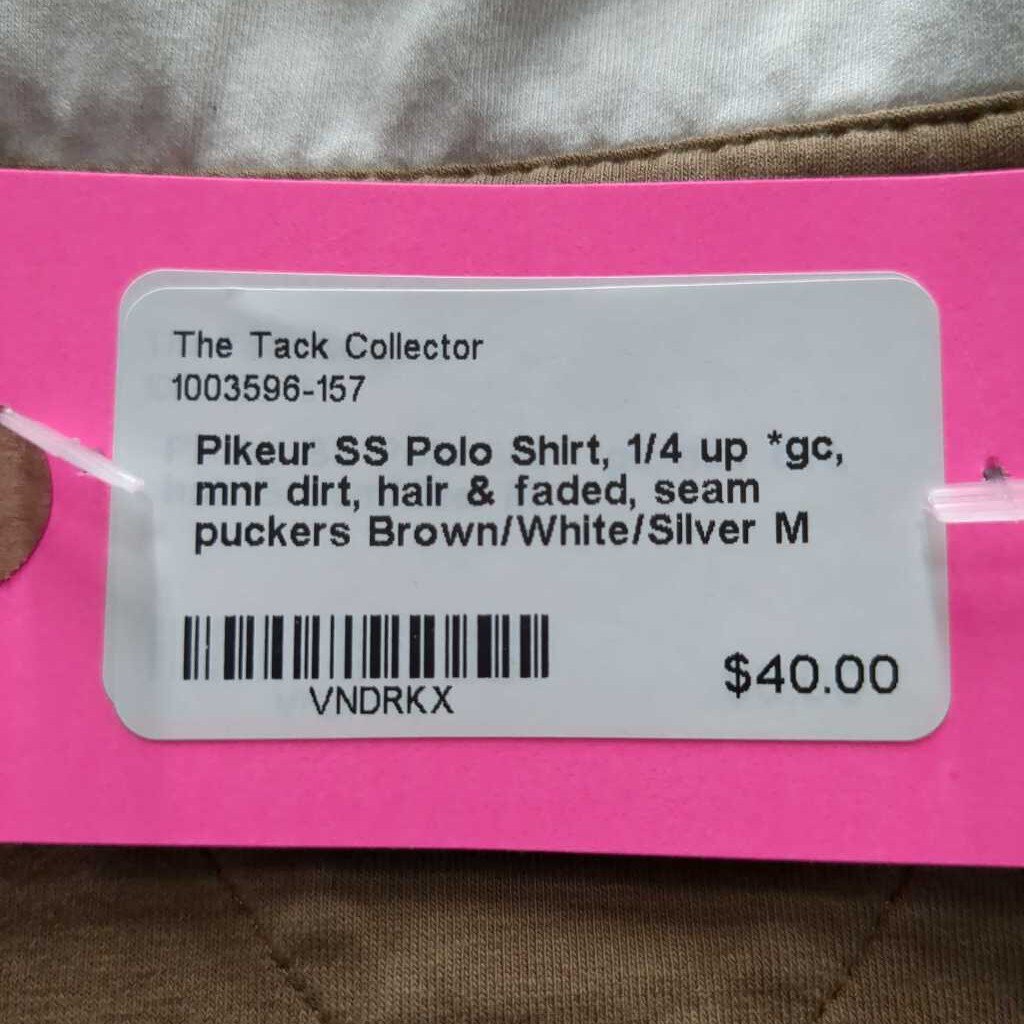 The Tack Collector
1003596-157
Pikeur SS Polo Shirt, 1/4 up *gc,
mnr dirt, hair & faded, seam
puckers Brown/White/Silver M
VNDRKX
$40.00